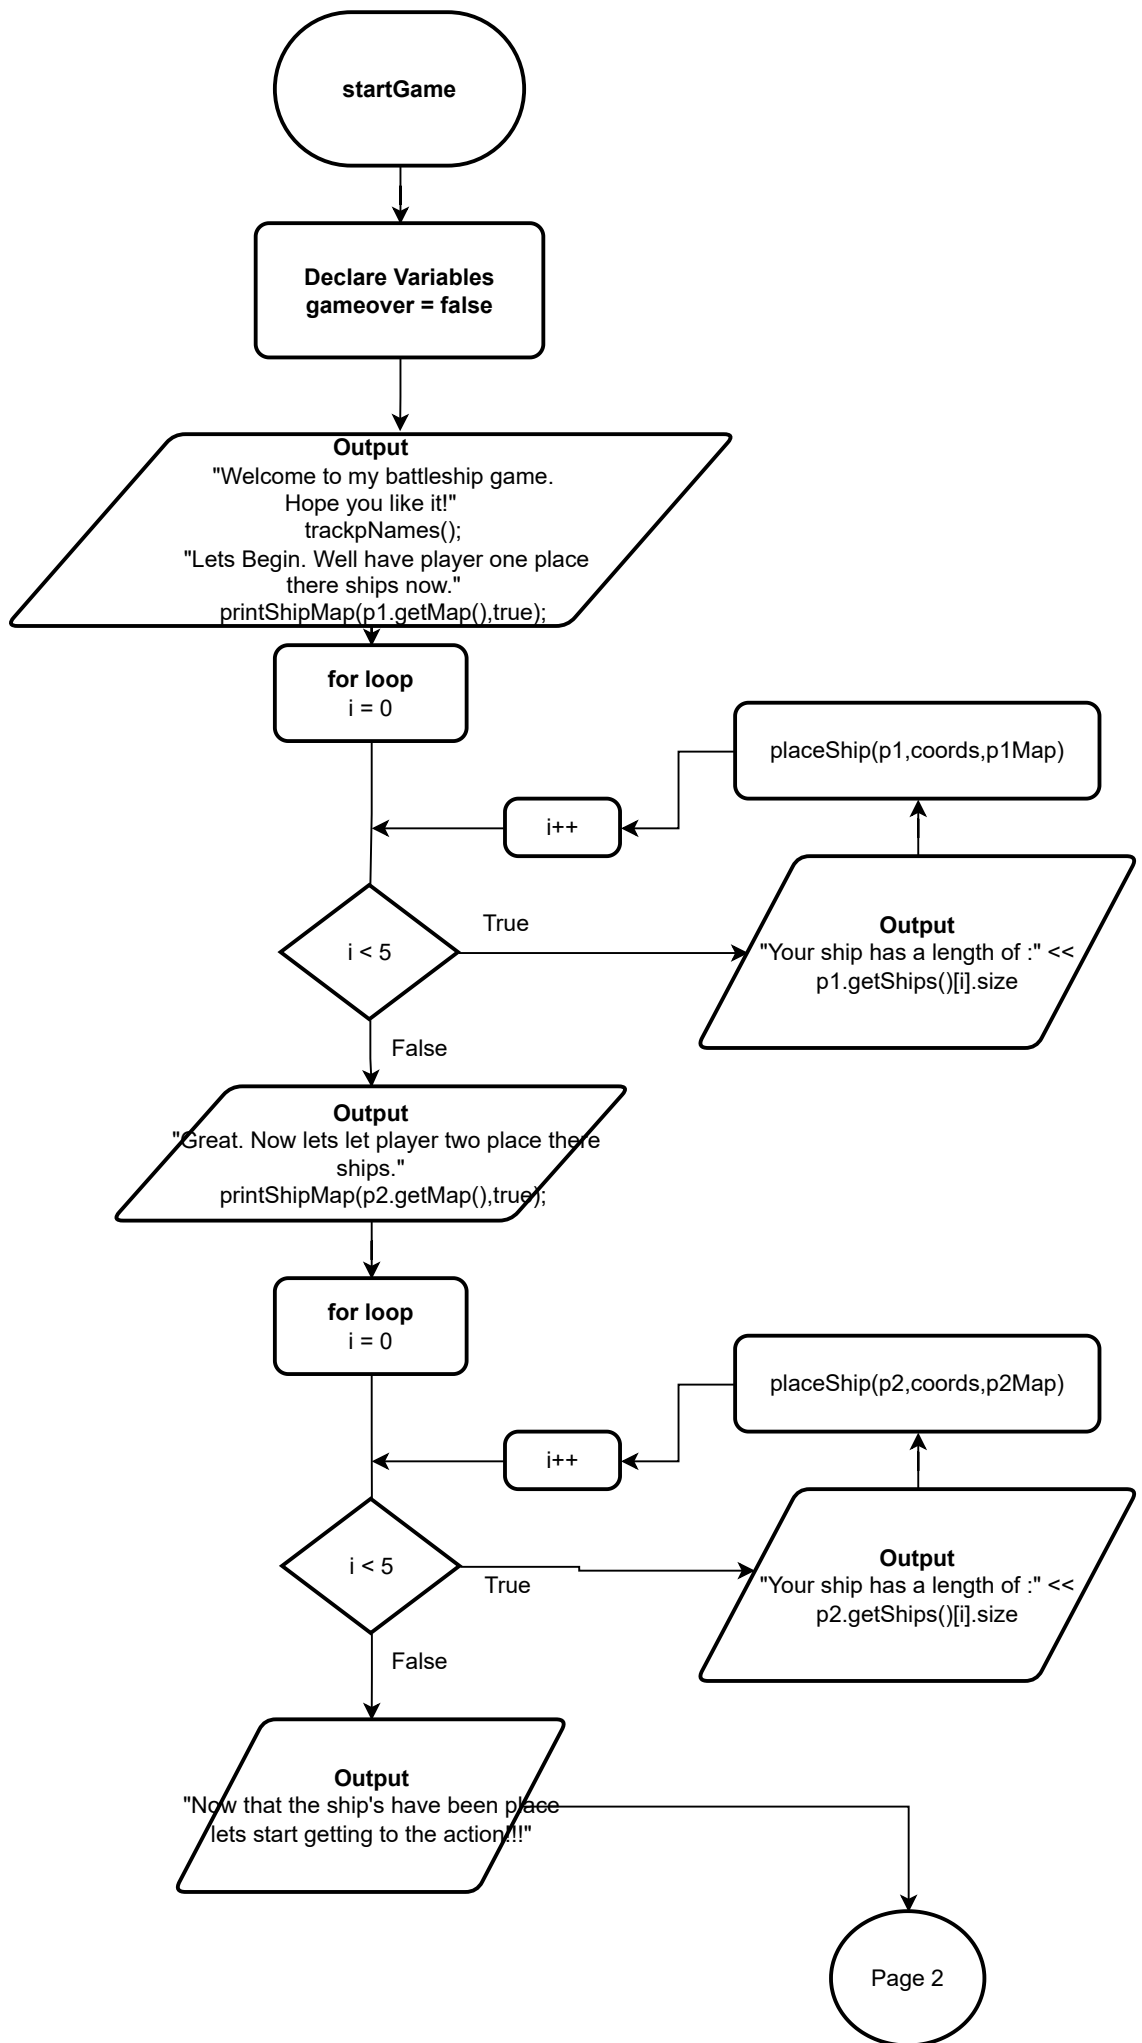 startGame
Declare Variables
gameover = false
Output
"Welcome to my battleship game.
Hope you like it!"
trackpNames();
"Lets Begin. Well have player one place
there ships now."
printShipMap(p1.getMap(),true);
for loop
i = 0
placeShip(p1,coords,p1Map)
i++
i < 5
True
Output
"Your ship has a length of :" <<
p1.getShips()[i].size
False
Output
"Great. Now lets let player two place there
ships."
printShipMap(p2.getMap(),true);
for loop
i = 0
placeShip(p2,coords,p2Map)
i++
i < 5
True
Output
"Your ship has a length of :" <<
p2.getShips()[i].size
False
Output
"Now that the ship's have been place
lets start getting to the action!!!"
Page 2